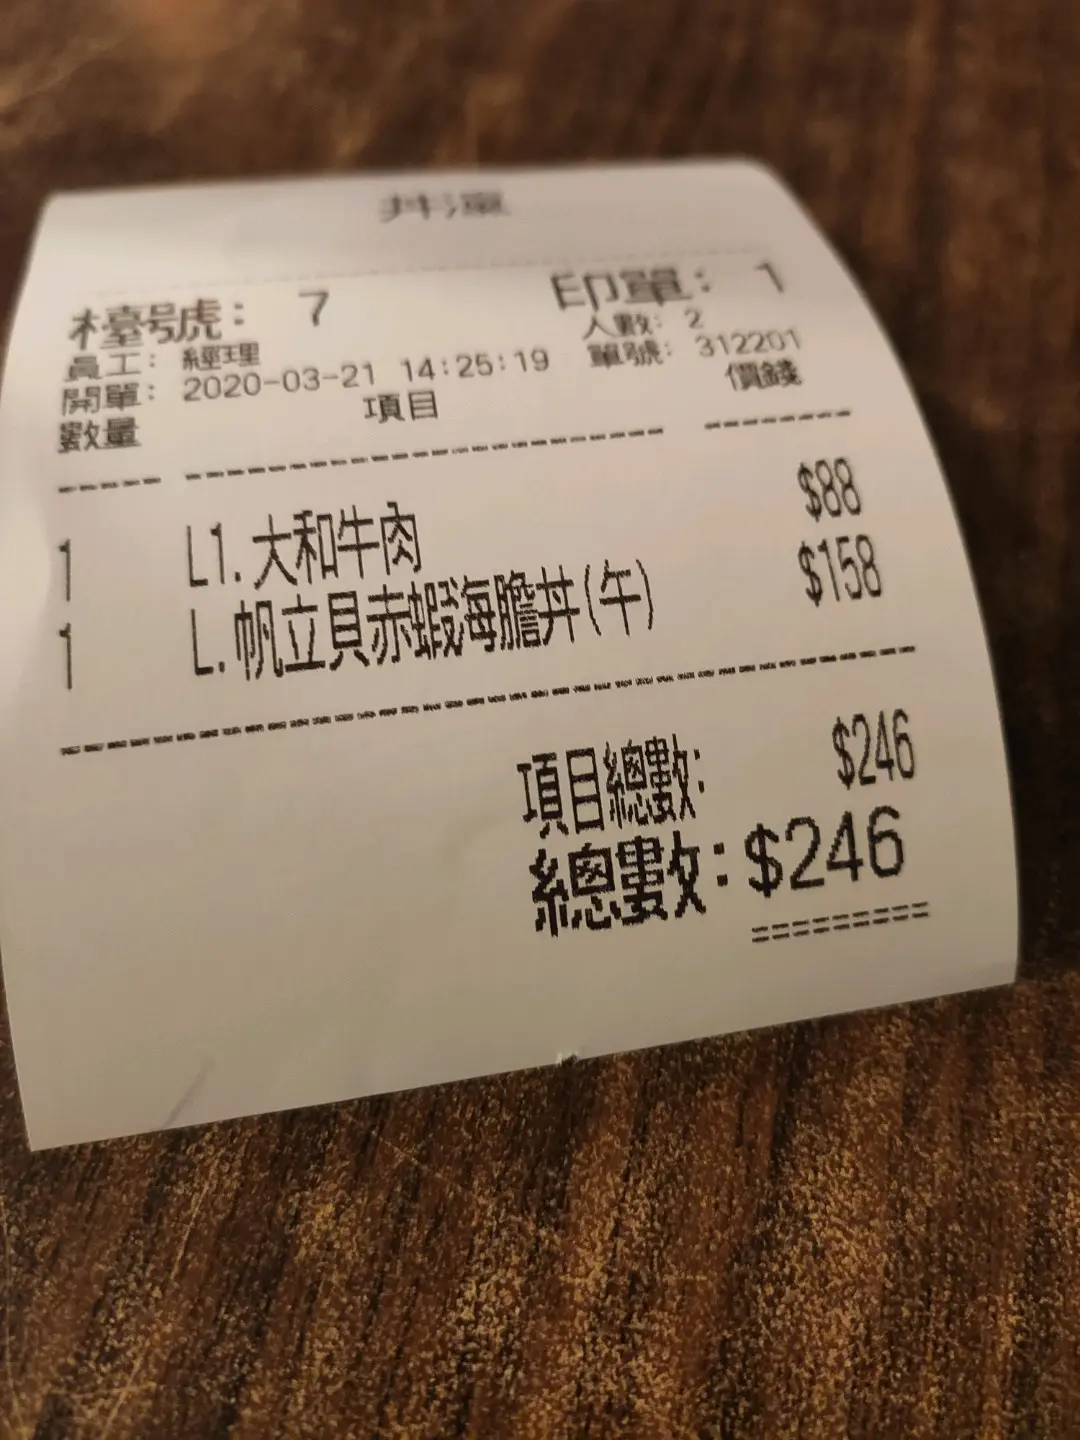 檯號: 7 印單: 1
員工: 經理 人數: 2
開單: 2020-03-21 14:25:19 單號: 312201
數量 項目 價錢
1 L1.大和牛肉 $88
1 L.帆立貝赤蝦海膽丼(午) $158
項目總數: $246
總數:$246
=========